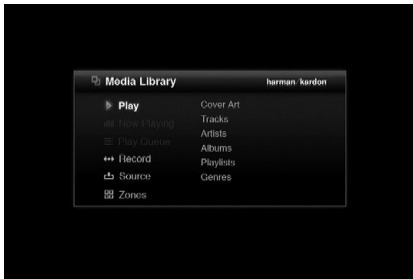 Media Library
harman/kardon
Play
Now Playing
Play Queue
Record
Source
Zones
Cover Art
Tracks
Artists
Albums
Playlists
Genres